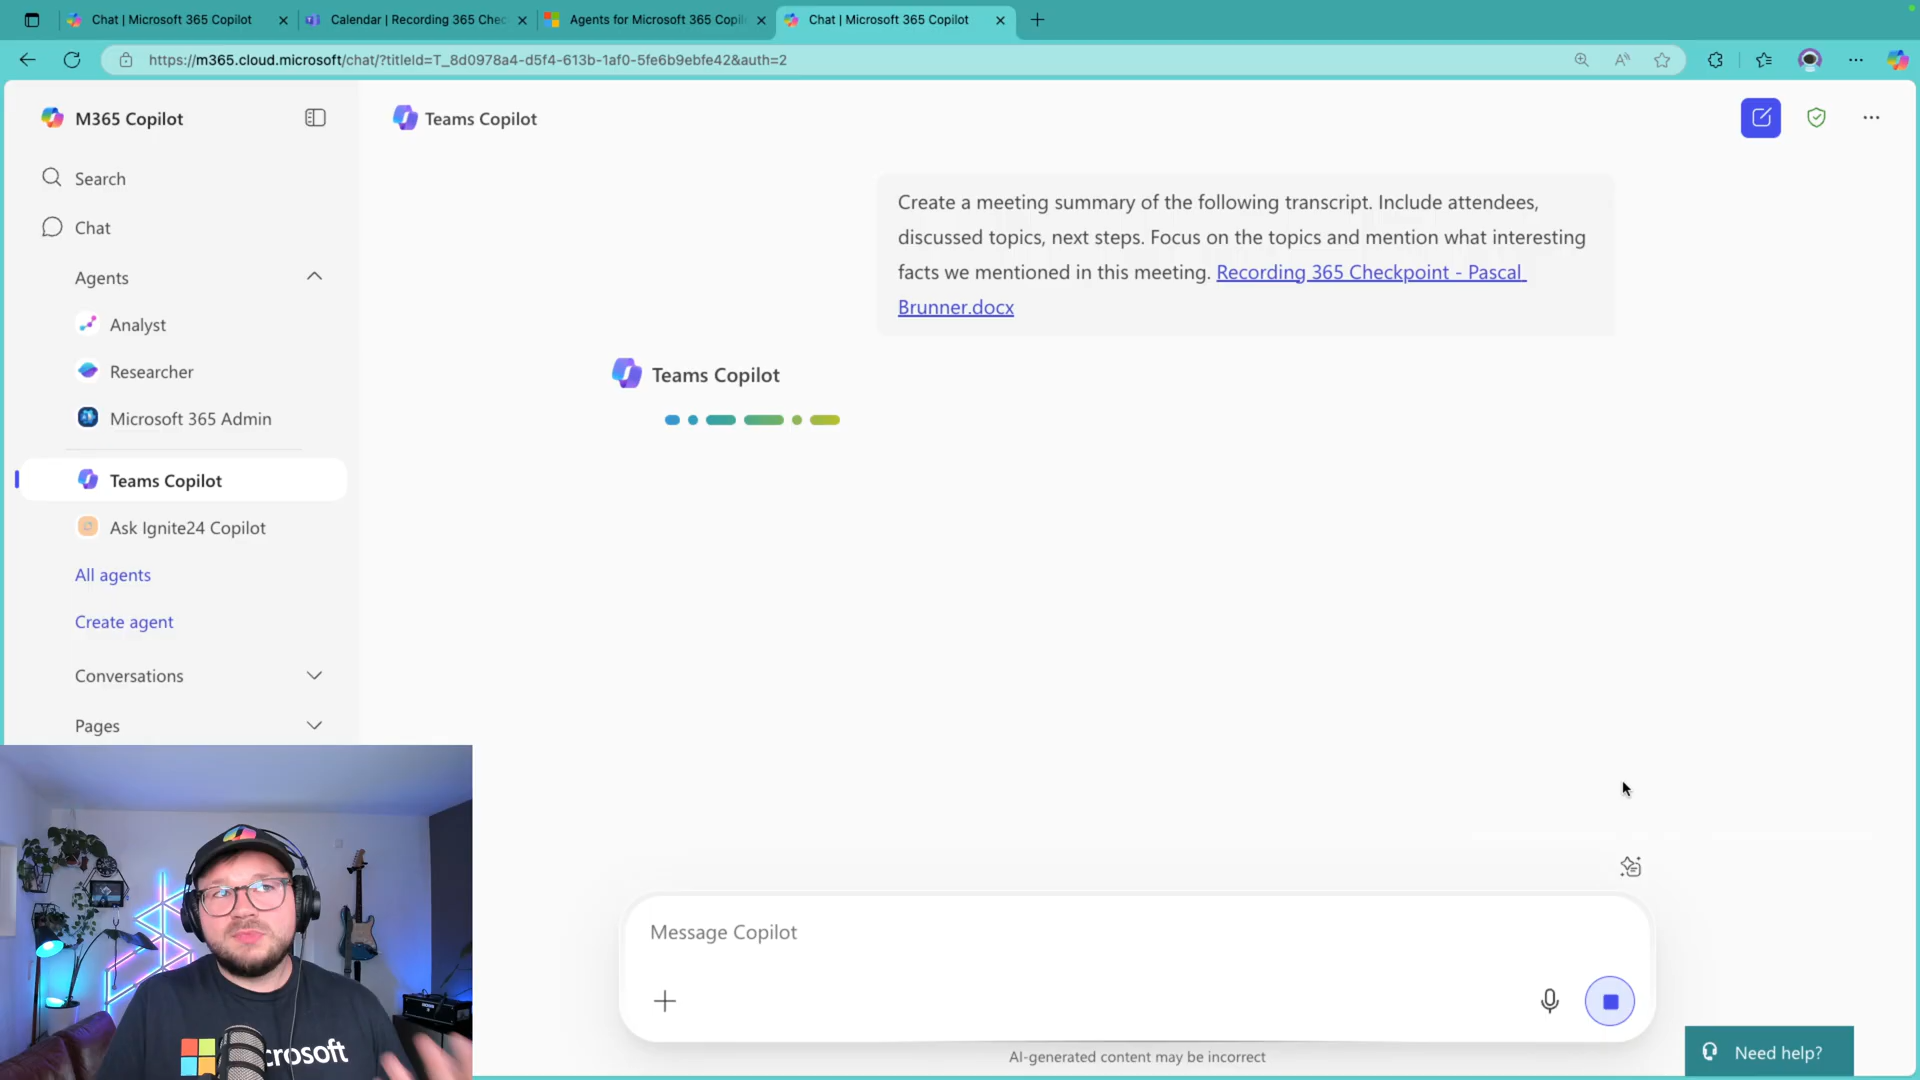 Chat | Microsoft 365 Copilot
Calendar | Recording 365 Chec
Agents for Microsoft 365 Copil
Chat | Microsoft 365 Copilot
https://m365.cloud.microsoft/chat/?titleId=T_8d0978a4-d5f4-613b-1af0-5fe6b9ebfe42&auth=2
M365 Copilot
Search
Chat
Agents
Analyst
Researcher
Microsoft 365 Admin
Teams Copilot
Ask Ignite24 Copilot
All agents
Create agent
Conversations
Pages
Teams Copilot
Create a meeting summary of the following transcript. Include attendees,
discussed topics, next steps. Focus on the topics and mention what interesting
facts we mentioned in this meeting. Recording 365 Checkpoint - Pascal
Brunner.docx
Teams Copilot
Message Copilot
AI-generated content may be incorrect
Need help?
crosoft